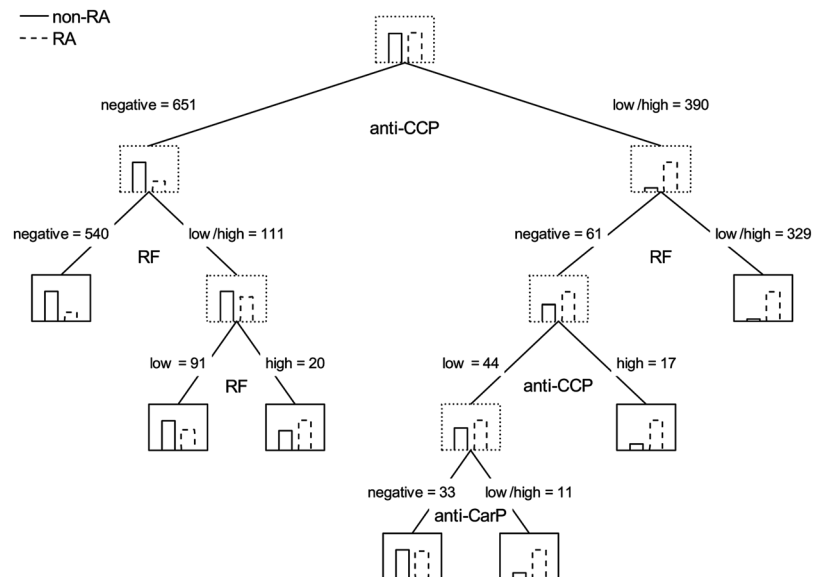 non-RA
RA
negative = 651
low/high = 390
anti-CCP
negative = 540
low/high = 111
negative = 61
low/high = 329
RF
RF
low = 91
high = 20
low = 44
high = 17
RF
anti-CCP
negative = 33
low/high = 11
anti-CarP